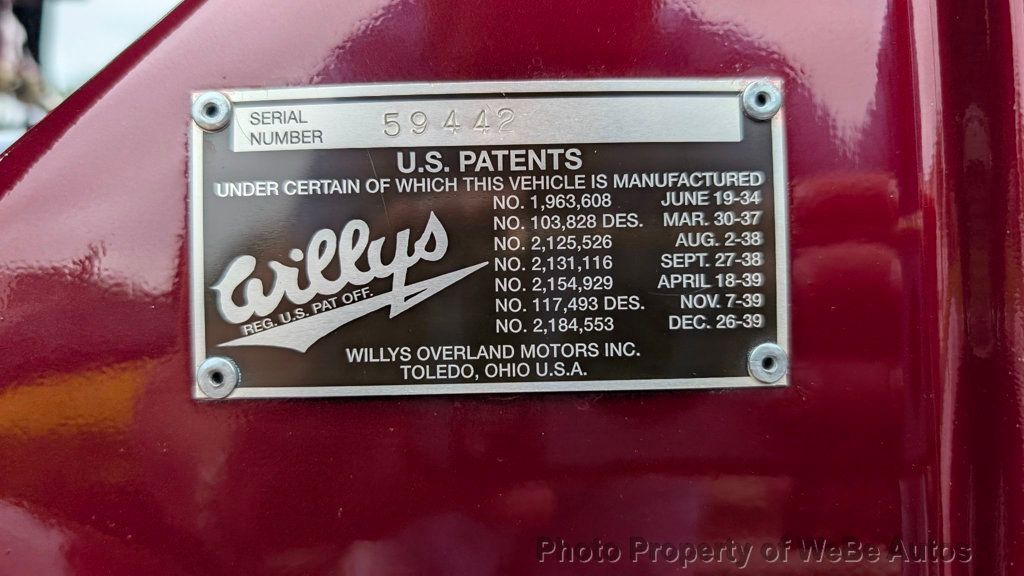 SERIAL
NUMBER 59442
U.S. PATENTS
UNDER CERTAIN OF WHICH THIS VEHICLE IS MANUFACTURED
NO. 1,963,608 JUNE 19-34
NO. 103,828 DES. MAR. 30-37
NO. 2,125,526 AUG. 2-38
NO. 2,131,116 SEPT. 27-38
NO. 2,154,929 APRIL 18-39
NO. 117,493 DES. NOV. 7-39
NO. 2,184,553 DEC. 26-39
Willys
REG. U.S. PAT OFF.
WILLYS OVERLAND MOTORS INC.
TOLEDO, OHIO U.S.A.
Photo Property of WeBe Autos